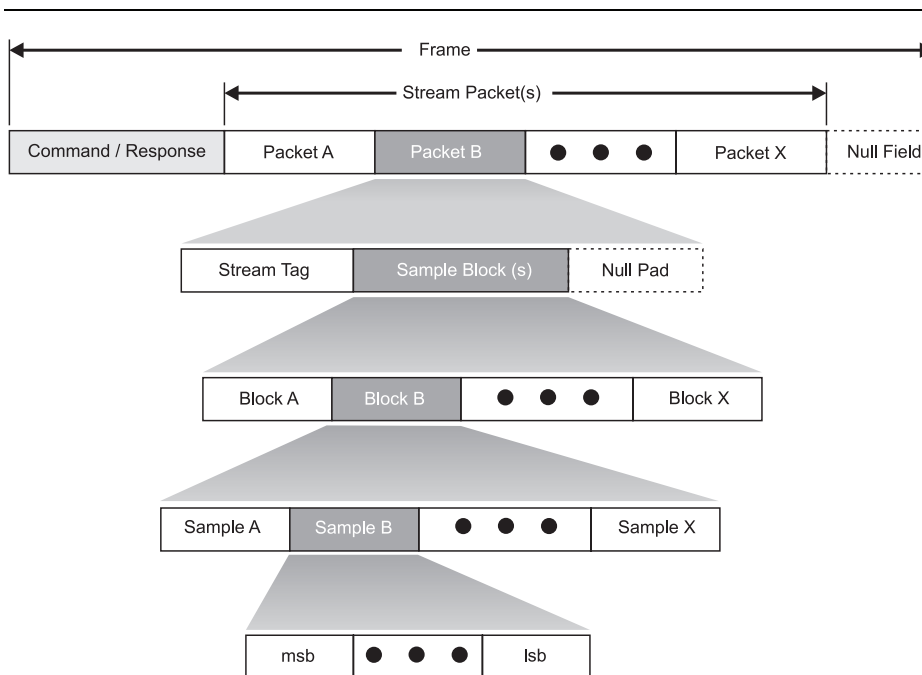 Frame
Stream Packet(s)
Command / Response Packet A Packet B Packet X Null Field
Stream Tag Sample Block (s) Null Pad
Block A Block B Block X
Sample A Sample B Sample X
msb lsb